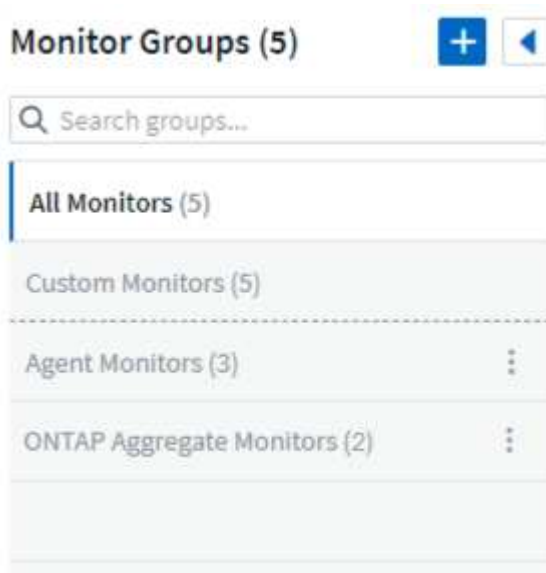 Monitor Groups (5)
Search groups...
All Monitors (5)
Custom Monitors (5)
Agent Monitors (3)
ONTAP Aggregate Monitors (2)